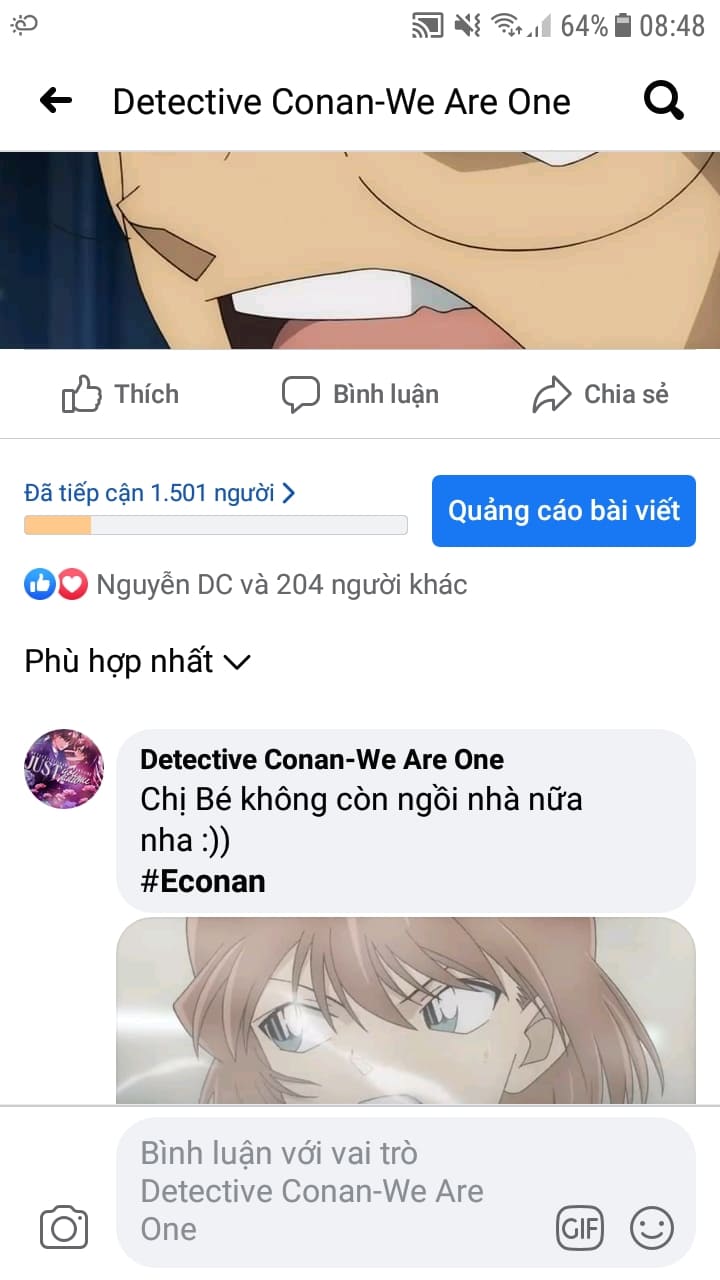 64% 08:48
Detective Conan-We Are One
Thích Bình luận Chia sẻ
Đã tiếp cận 1.501 người
Quảng cáo bài viết
Nguyễn DC và 204 người khác
Phù hợp nhất
JUST
Detective Conan-We Are One
Chị Bé không còn ngồi nhà nữa
nha :))
#Econan
Bình luận với vai trò
Detective Conan-We Are
One
GIF